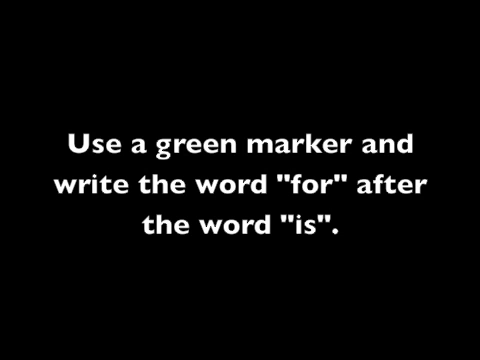 Use a green marker and
write the word "for" after
the word "is".